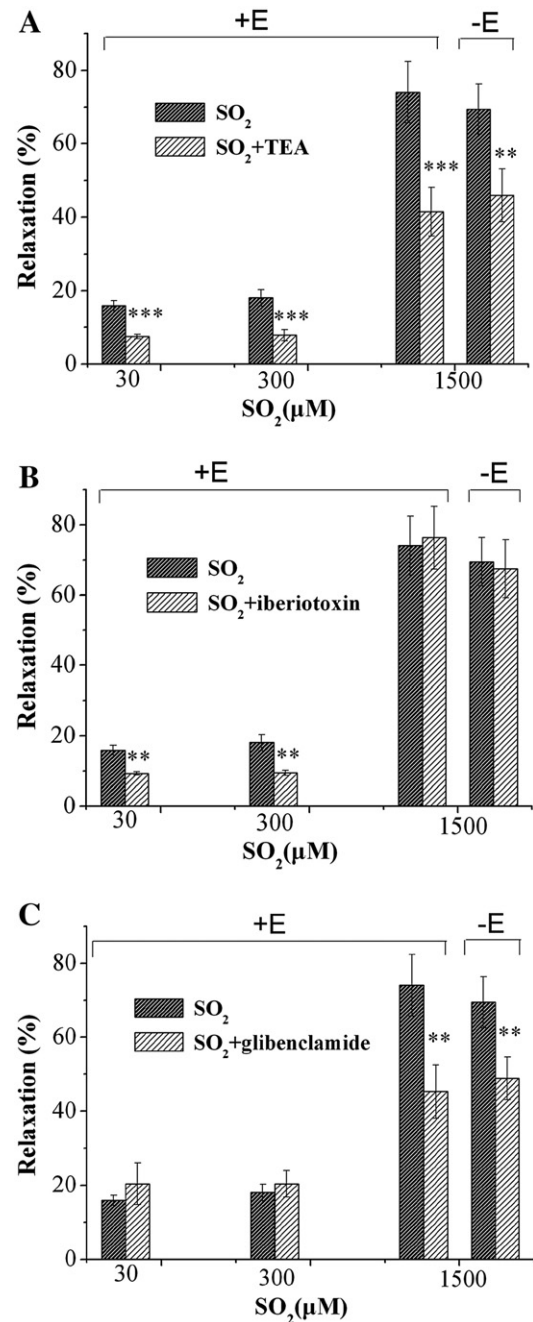 A
+E
-E
80
60
40
20
0
Relaxation (%)
SO₂
SO₂+TEA
***
***
***
**
30
300
1500
SO₂(µM)
B
+E
-E
80
60
40
20
0
Relaxation (%)
SO₂
SO₂+iberiotoxin
**
**
30
300
1500
SO₂(µM)
C
+E
-E
80
60
40
20
0
Relaxation (%)
SO₂
SO₂+glibenclamide
**
**
30
300
1500
SO₂(µM)